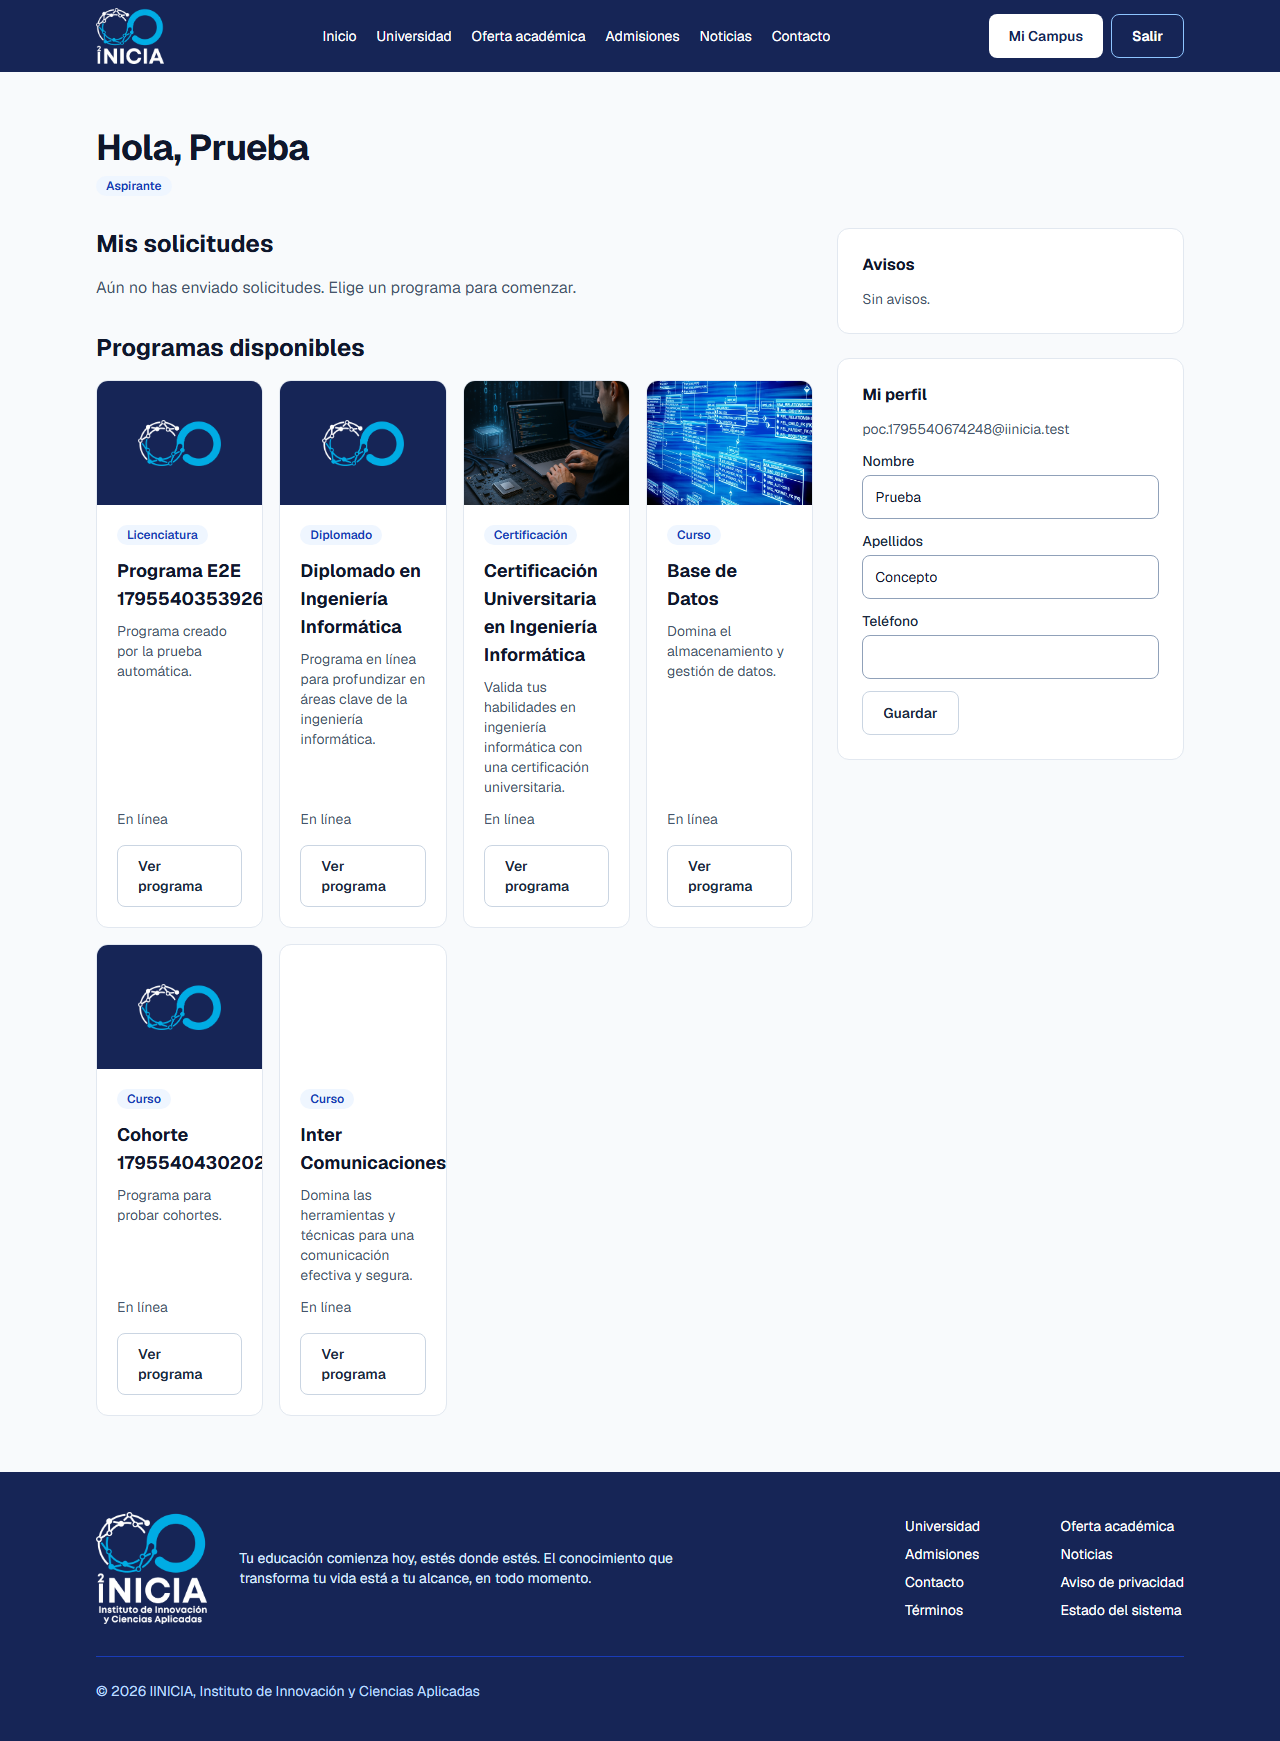 iNICIA
Inicio
Universidad
Oferta académica
Admisiones
Noticias
Contacto
Mi Campus
Salir
Hola, Prueba
Aspirante
Mis solicitudes
Aún no has enviado solicitudes. Elige un programa para comenzar.
Programas disponibles
Licenciatura
Programa E2E
1795540353926
Programa creado
por la prueba
automática.
En línea
Ver
programa
Diplomado
Diplomado en
Ingeniería
Informática
Programa en línea
para profundizar en
áreas clave de la
ingeniería
informática.
En línea
Ver
programa
Certificación
Certificación
Universitaria
en Ingeniería
Informática
Valida tus
habilidades en
ingeniería
informática con
una certificación
universitaria.
En línea
Ver
programa
Curso
Base de
Datos
Domina el
almacenamiento y
gestión de datos.
En línea
Ver
programa
Curso
Cohorte
1795540430202
Programa para
probar cohortes.
En línea
Ver
programa
Curso
Inter
Comunicaciones
Domina las
herramientas y
técnicas para una
comunicación
efectiva y segura.
En línea
Ver
programa
Avisos
Sin avisos.
Mi perfil
poc.1795540674248@iinicia.test
Nombre
Prueba
Apellidos
Concepto
Teléfono
Guardar
2
iNICIA
Instituto de Innovación
y Ciencias Aplicadas
Tu educación comienza hoy, estés donde estés. El conocimiento que
transforma tu vida está a tu alcance, en todo momento.
Universidad
Admisiones
Contacto
Términos
Oferta académica
Noticias
Aviso de privacidad
Estado del sistema
© 2026 IINICIA, Instituto de Innovación y Ciencias Aplicadas